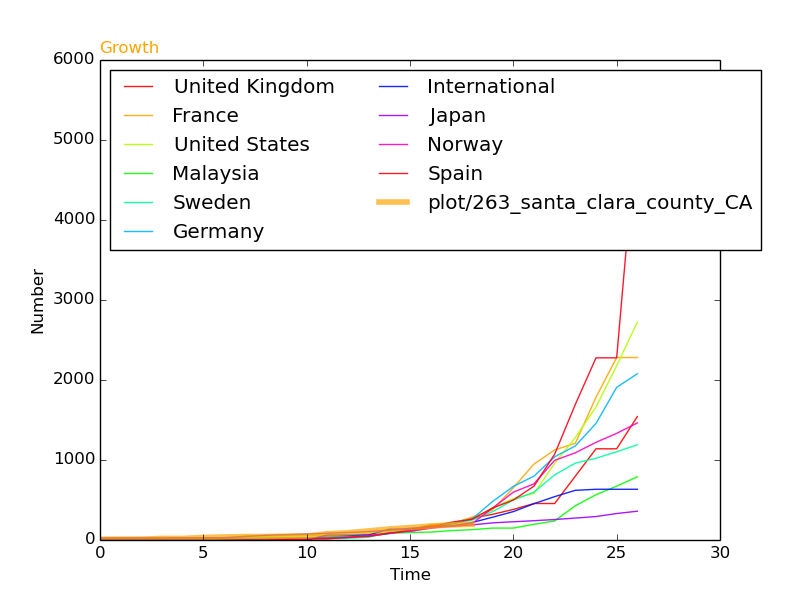 Growth
6000
5000
4000
3000
2000
1000
0
Number
United Kingdom
France
United States
Malaysia
Sweden
Germany
International
Japan
Norway
Spain
plot/263_santa_clara_county_CA
0 5 10 15 20 25 30
Time